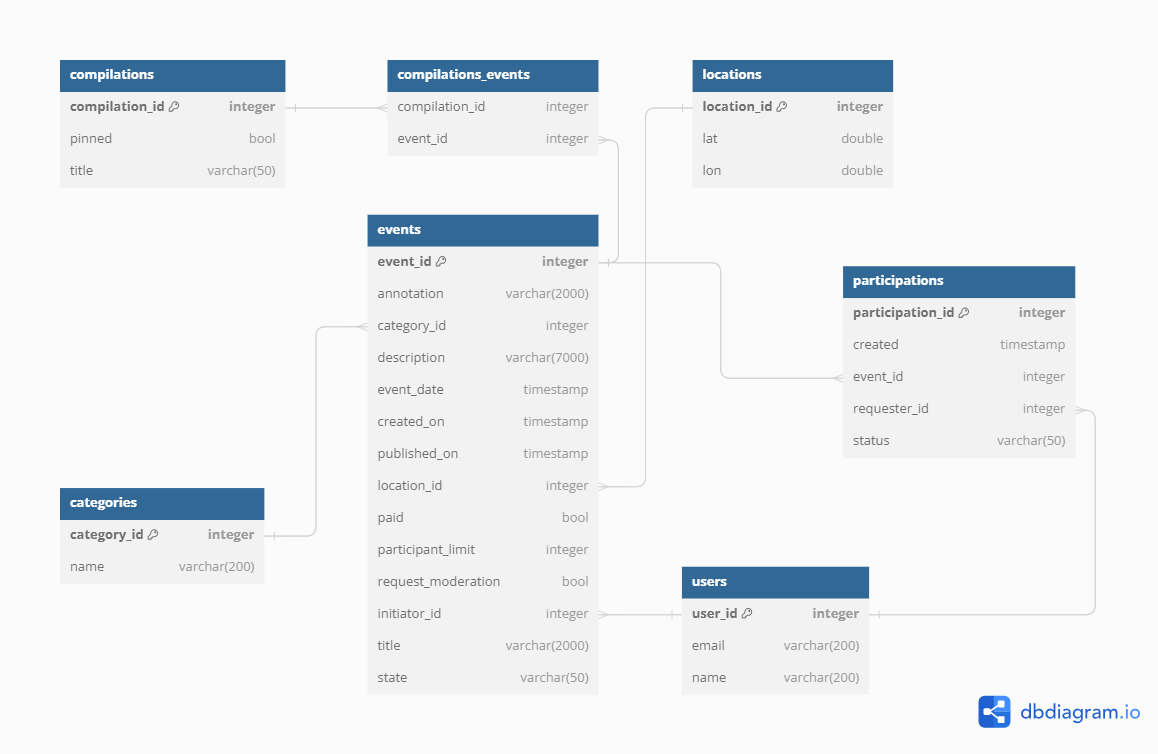 compilations
compilation_id integer
pinned bool
title varchar(50)
compilations_events
compilation_id integer
event_id integer
locations
location_id integer
lat double
lon double
events
event_id integer
annotation varchar(2000)
category_id integer
description varchar(7000)
event_date timestamp
created_on timestamp
published_on timestamp
location_id integer
paid bool
participant_limit integer
request_moderation bool
initiator_id integer
title varchar(2000)
state varchar(50)
participations
participation_id integer
created timestamp
event_id integer
requester_id integer
status varchar(50)
categories
category_id integer
name varchar(200)
users
user_id integer
email varchar(200)
name varchar(200)
dbdiagram.io